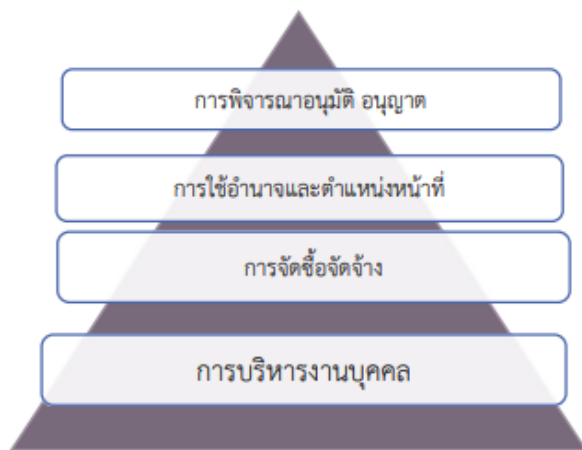 การพิจารณาอนุมัติ อนุญาต
การใช้อำนาจและตำแหน่งหน้าที่
การจัดซื้อจัดจ้าง
การบริหารงานบุคคล